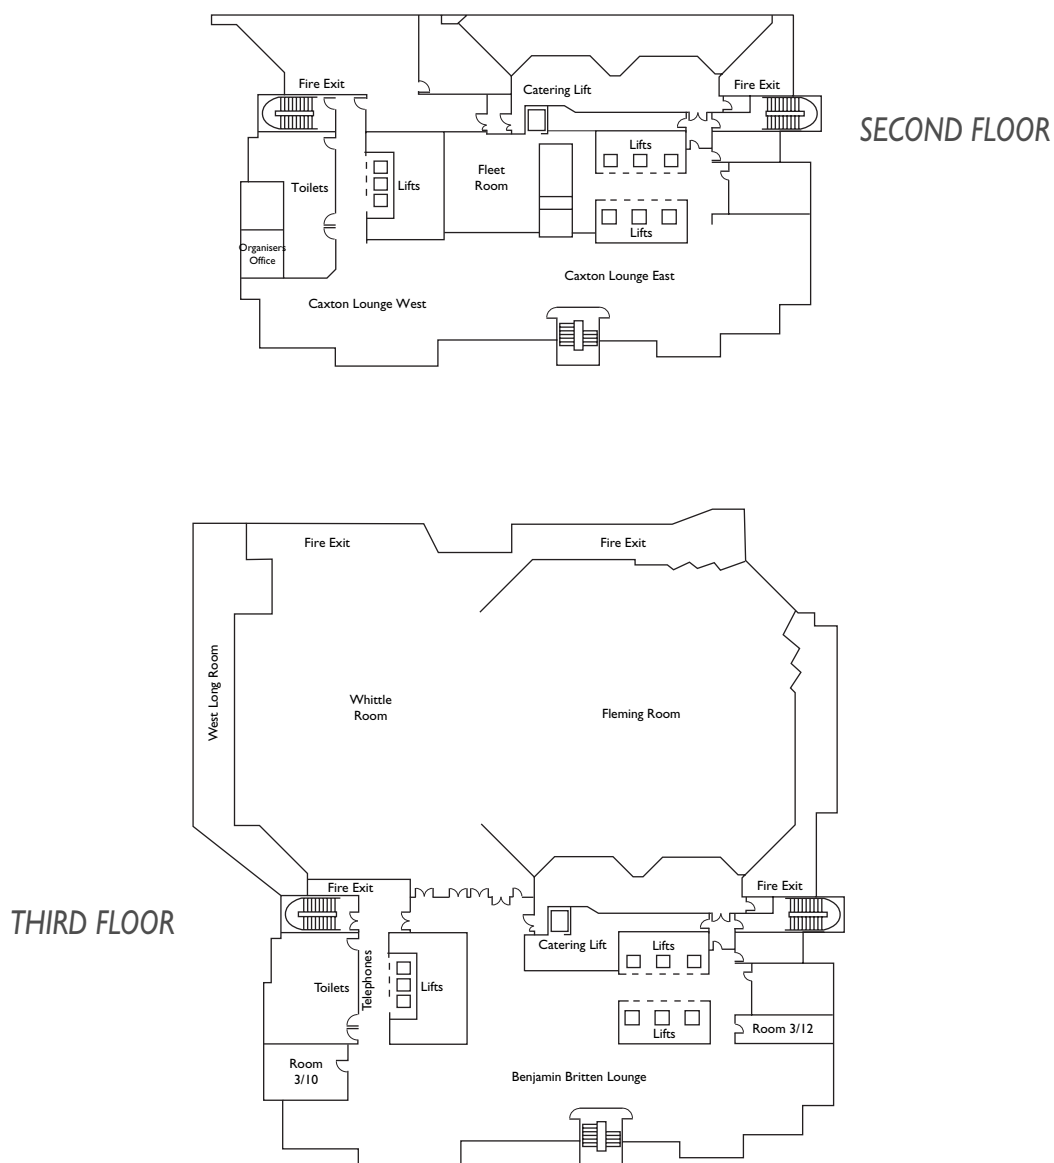 Fire Exit
Fire Exit
Catering Lift
SECOND FLOOR
Lifts
Fleet
Room
Toilets
Lifts
Lifts
Organisers
Office
Caxton Lounge East
Caxton Lounge West
Fire Exit
Fire Exit
West Long Room
Whittle
Room
Fleming Room
Fire Exit
Fire Exit
THIRD FLOOR
Catering Lift
Lifts
Telephones
Toilets
Lifts
Lifts
Room 3/12
Room
3/10
Benjamin Britten Lounge